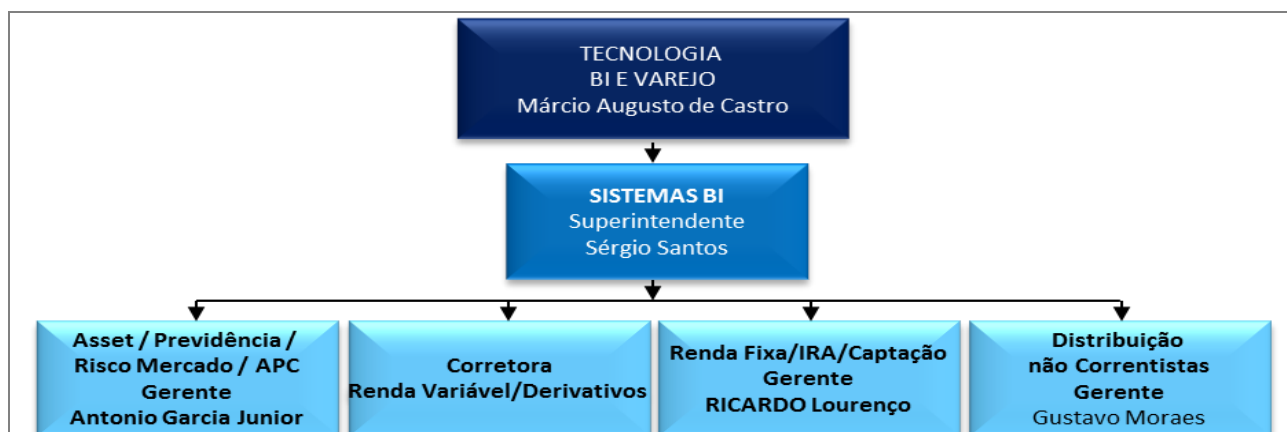 TECNOLOGIA
BI E VAREJO
Márcio Augusto de Castro
SISTEMAS BI
Superintendente
Sérgio Santos
Asset / Previdência /
Risco Mercado / APC
Gerente
Antonio Garcia Junior
Corretora
Renda Variável/Derivativos
Renda Fixa/IRA/Captação
Gerente
RICARDO Lourenço
Distribuição
não Correntistas
Gerente
Gustavo Moraes